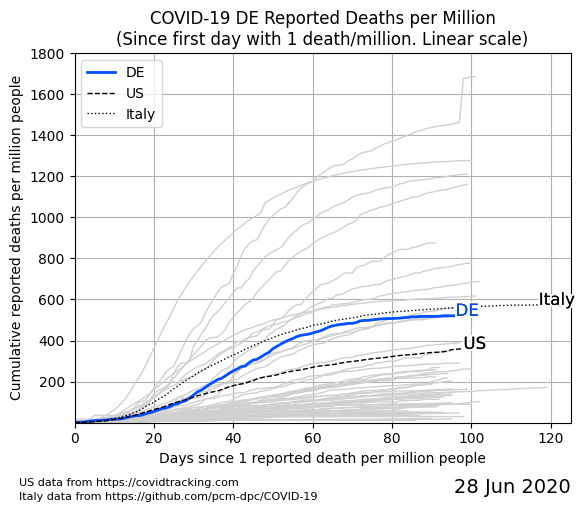 COVID-19 DE Reported Deaths per Million
(Since first day with 1 death/million. Linear scale)
Cumulative reported deaths per million people
1800
1600
1400
1200
1000
800
600
400
200
DE
US
Italy
Italy
DE
US
0
20
40
60
80
100
120
Days since 1 reported death per million people
US data from https://covidtracking.com
Italy data from https://github.com/pcm-dpc/COVID-19
28 Jun 2020